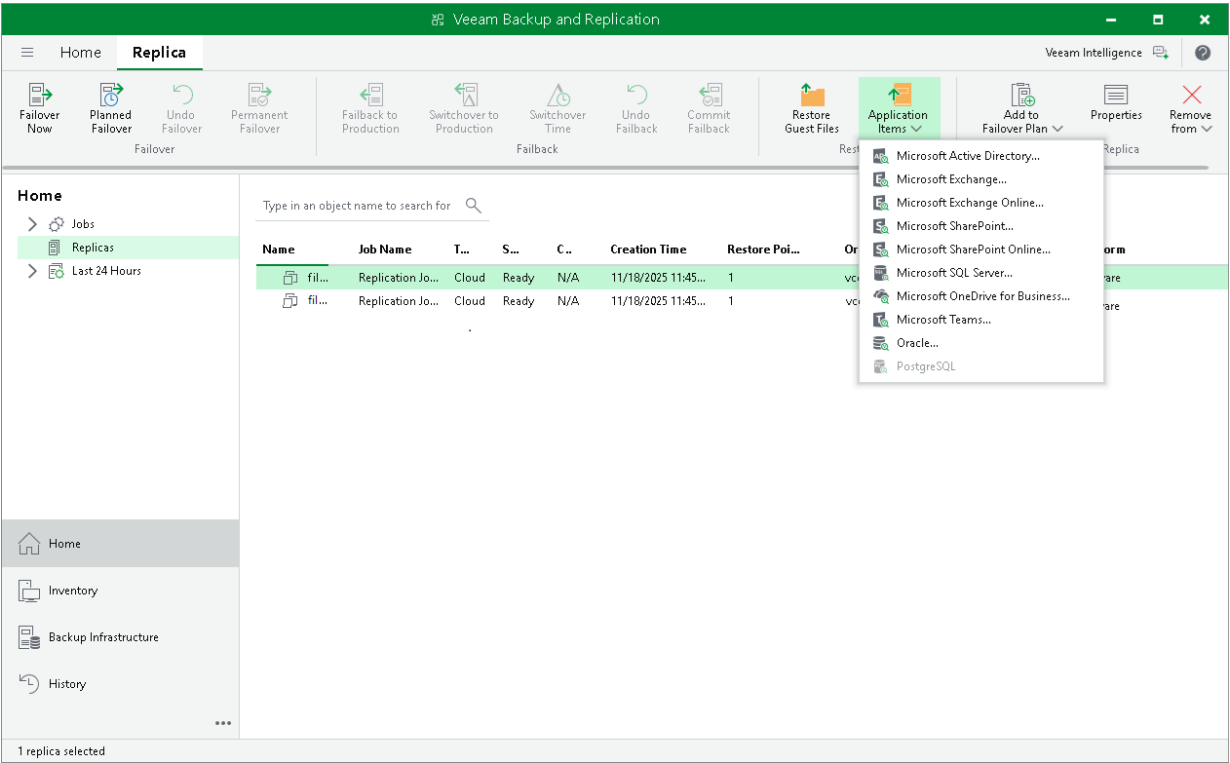 Veeam Backup and Replication
Home Replica Veeam Intelligence
Failover Now
Planned Failover
Undo Failover
Permanent Failover
Failback to Production
Switchover to Production
Switchover Time
Undo Failback
Commit Failback
Restore Guest Files
Application Items
Add to Failover Plan
Properties
Remove from
Failover Failback Replica
Home
Jobs
Replicas
Last 24 Hours
Type in an object name to search for
Name Job Name T... S... C.. Creation Time Restore Poi...
fil... Replication Jo... Cloud Ready N/A 11/18/2025 11:45... 1
fil... Replication Jo... Cloud Ready N/A 11/18/2025 11:45... 1
Microsoft Active Directory...
Microsoft Exchange...
Microsoft Exchange Online...
Microsoft SharePoint...
Microsoft SharePoint Online...
Microsoft SQL Server...
Microsoft OneDrive for Business...
Microsoft Teams...
Oracle...
PostgreSQL
Home
Inventory
Backup Infrastructure
History
1 replica selected